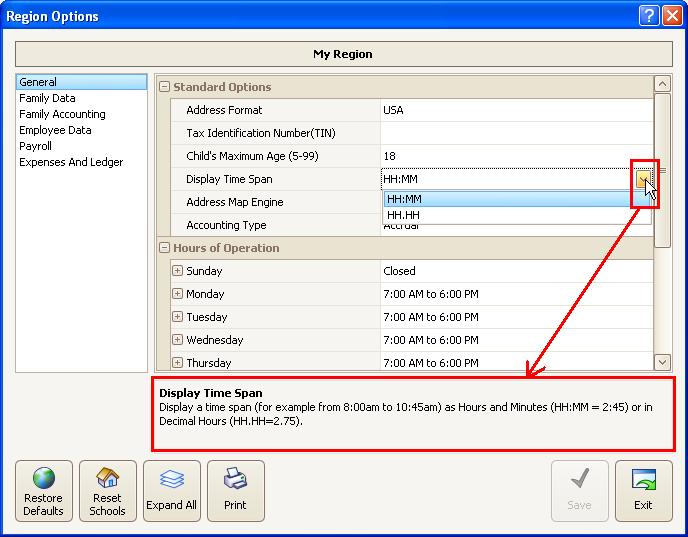 Region Options
My Region
General
Family Data
Family Accounting
Employee Data
Payroll
Expenses And Ledger
Standard Options
Address Format USA
Tax Identification Number(TIN)
Child's Maximum Age (5-99) 18
Display Time Span HH:MM
HH:MM
Address Map Engine
HH.HH
Accounting Type Accrual
Hours of Operation
Sunday Closed
Monday 7:00 AM to 6:00 PM
Tuesday 7:00 AM to 6:00 PM
Wednesday 7:00 AM to 6:00 PM
Thursday 7:00 AM to 6:00 PM
Display Time Span
Display a time span (for example from 8:00am to 10:45am) as Hours and Minutes (HH:MM = 2:45) or in
Decimal Hours (HH.HH=2.75).
Restore
Defaults
Reset
Schools
Expand All
Print
Save
Exit